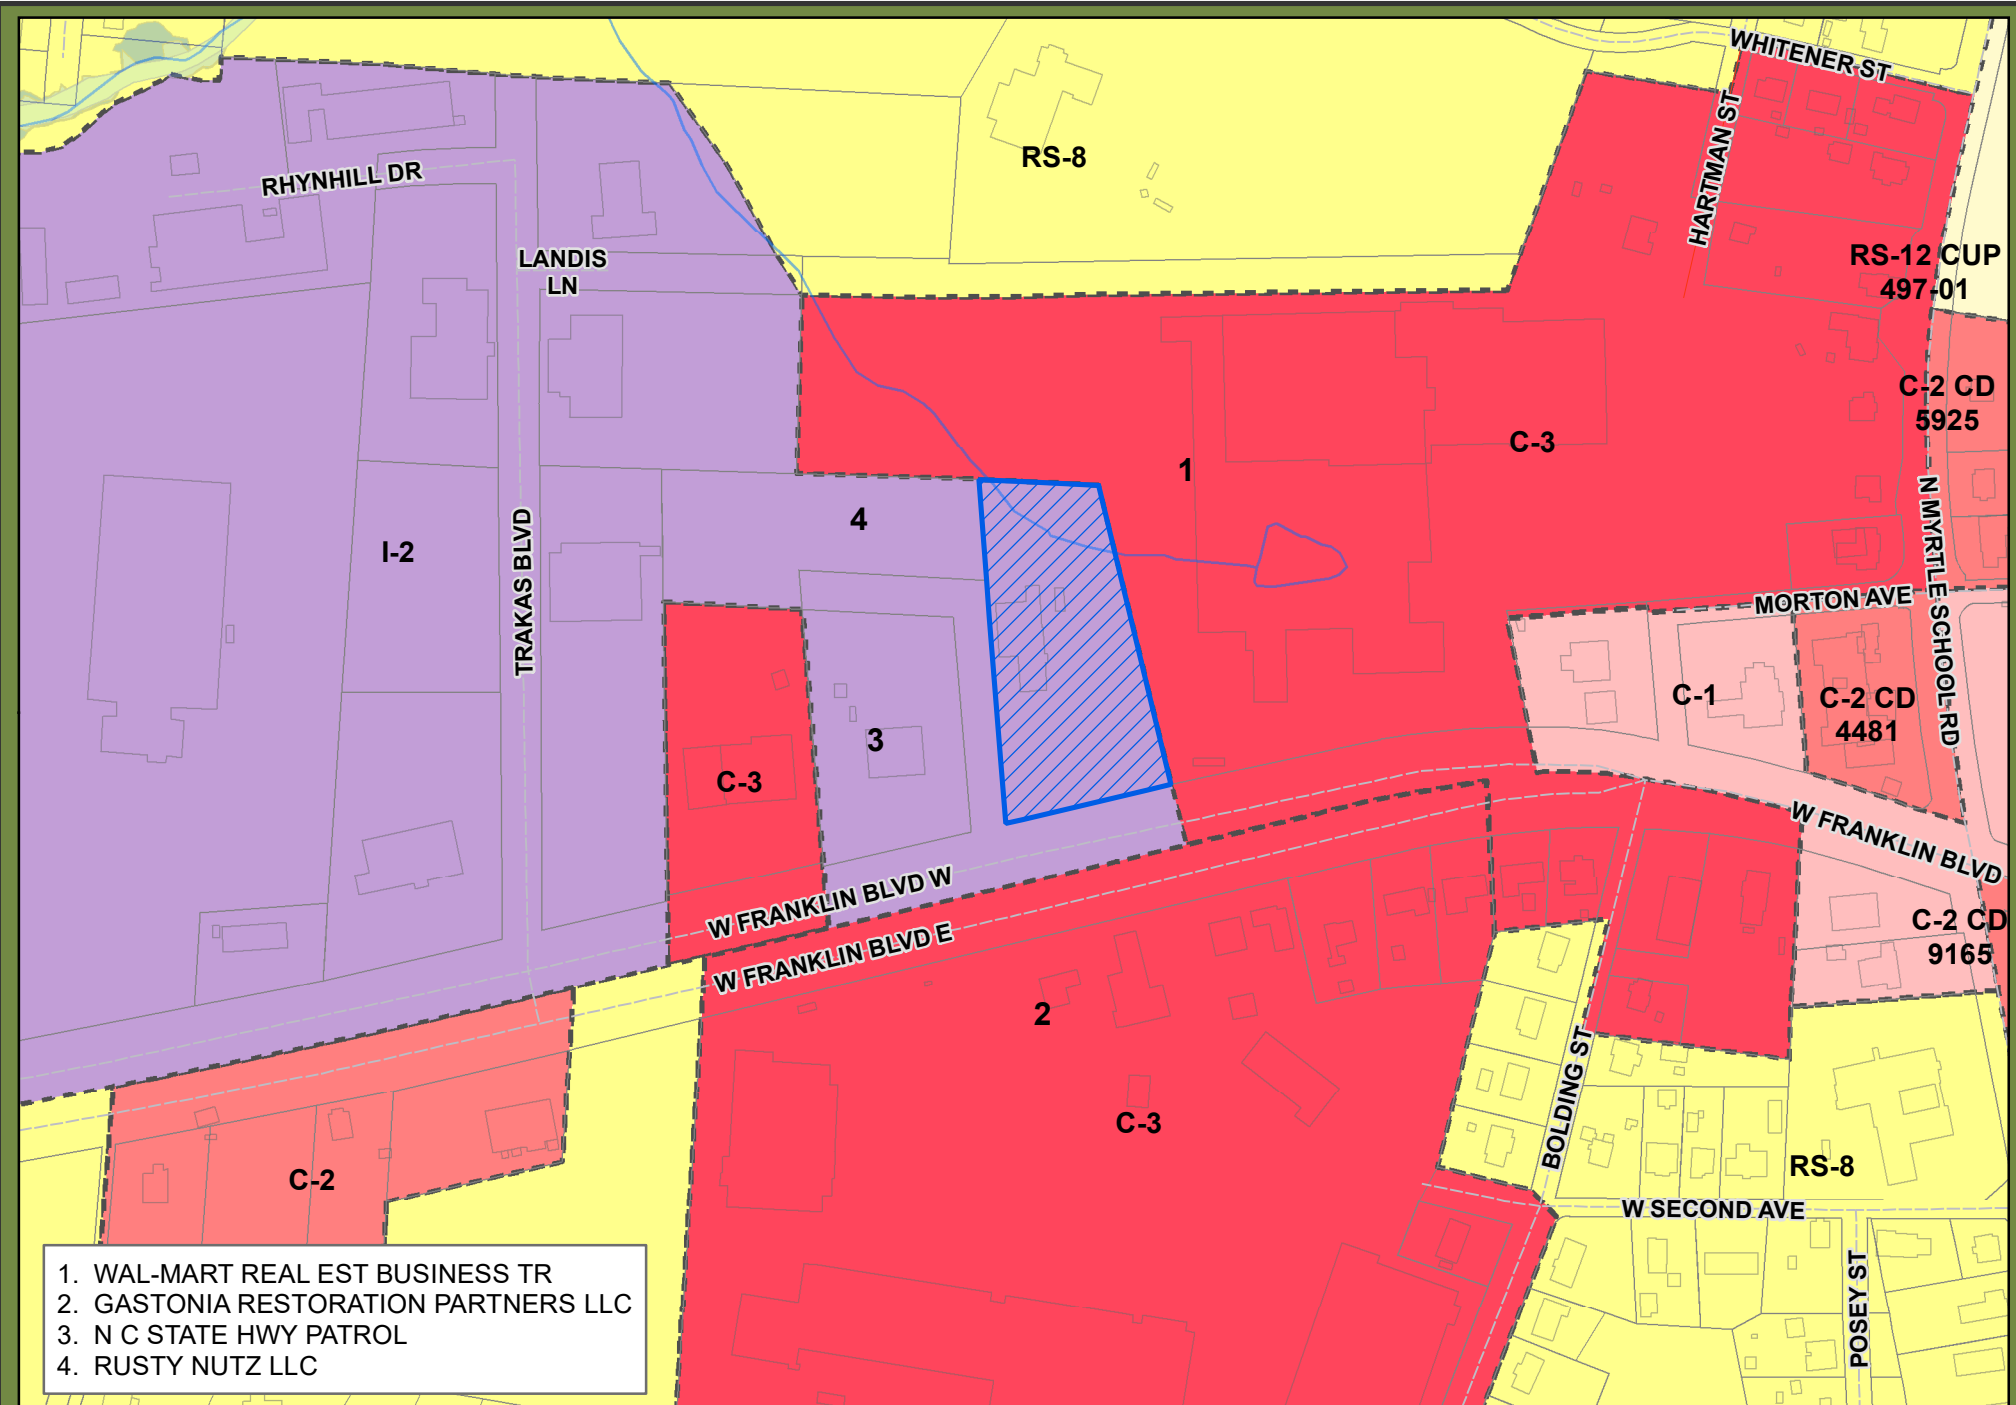 WHITENER ST
HARTMAN ST
RS-8
RHYNHILL DR
LANDIS
LN
RS-12 CUP
497-01
C-2 CD
5925
C-3
1
4
I-2
TRAKAS BLVD
N MYRTLE SCHOOL RD
MORTON AVE
C-1
C-2 CD
4481
3
C-3
W FRANKLIN BLVD
W FRANKLIN BLVD W
W FRANKLIN BLVD E
C-2 CD
9165
2
C-3
BOLDING ST
RS-8
C-2
W SECOND AVE
POSEY ST
1. WAL-MART REAL EST BUSINESS TR
2. GASTONIA RESTORATION PARTNERS LLC
3. N C STATE HWY PATROL
4. RUSTY NUTZ LLC